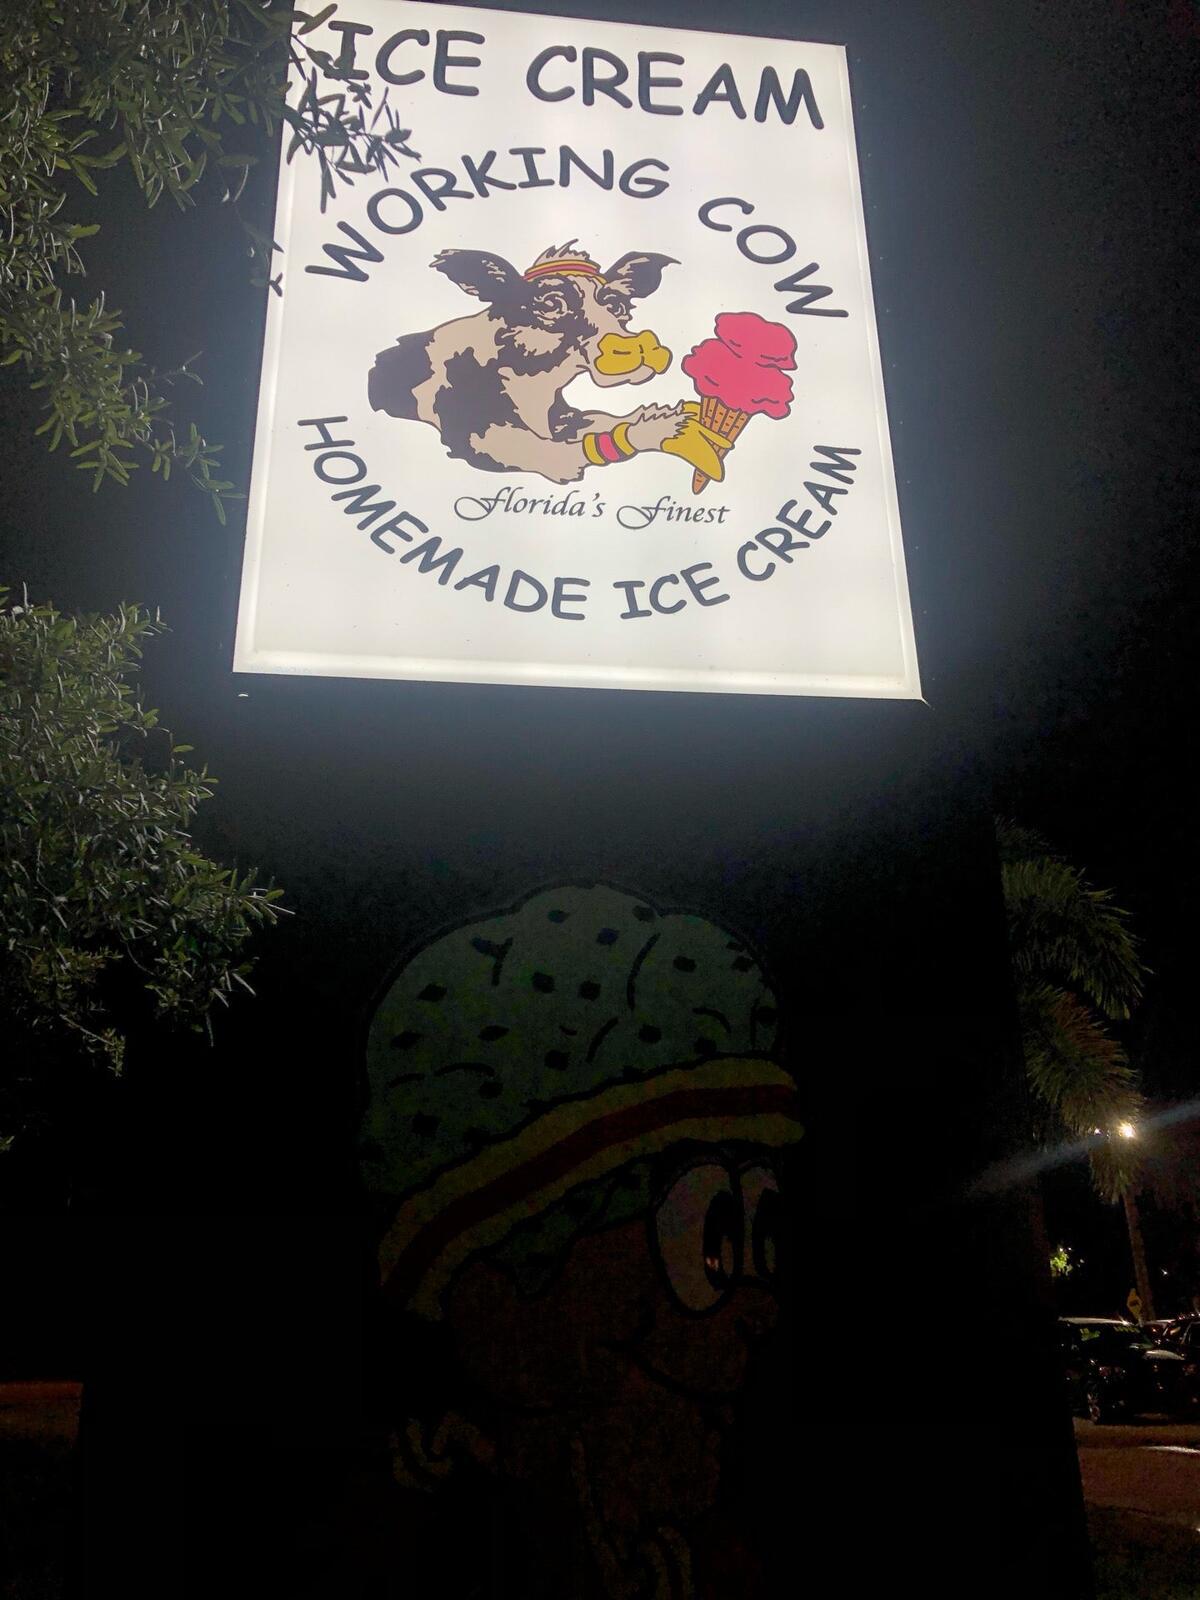 ICE CREAM
WORKING COW
Florida's Finest
HOMEMADE ICE CREAM